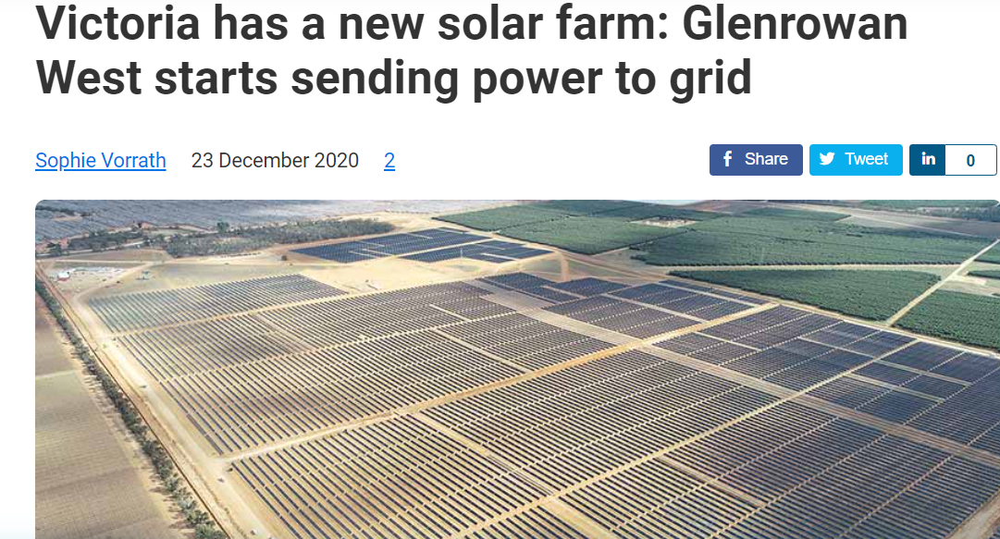 Victoria has a new solar farm: Glenrowan
West starts sending power to grid
Sophie Vorrath 23 December 2020 2
f Share Tweet in 0